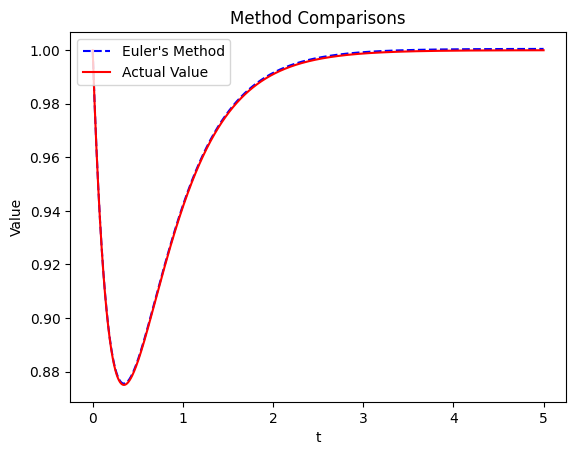 Method Comparisons
Euler's Method
Actual Value
1.00
0.98
0.96
0.94
0.92
0.90
0.88
Value
0 1 2 3 4 5
t